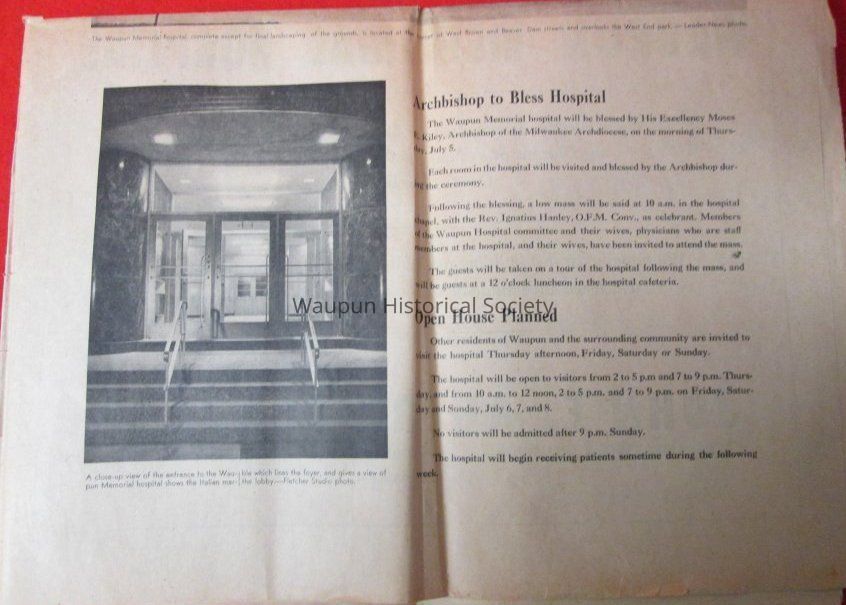 The Waupun Memorial hospital, complete except for final landscaping of the grounds, is located at the corner of West Brown and Beaver Dam streets and overlooks the West End park. — Leader-News photo.
A close-up view of the entrance to the Wau-
pun Memorial hospital shows the Italian mar-
ble which lines the foyer, and gives a view of
the lobby.—Fletcher Studio photo.
Archbishop to Bless Hospital
The Waupun Memorial hospital will be blessed by His Excellency Moses
E. Kiley, Archbishop of the Milwaukee Archdiocese, on the morning of Thurs-
day, July 5.
Each room in the hospital will be visited and blessed by the Archbishop dur-
ing the ceremony.
Following the blessing, a low mass will be said at 10 a.m. in the hospital
chapel, with the Rev. Ignatius Hanley, O.F.M. Conv., as celebrant. Members
of the Waupun Hospital committee and their wives, physicians who are staff
members at the hospital, and their wives, have been invited to attend the mass.
The guests will be taken on a tour of the hospital following the mass, and
will be guests at a 12 o'clock luncheon in the hospital cafeteria.
Waupun Historical Society
Open House Planned
Other residents of Waupun and the surrounding community are invited to
visit the hospital Thursday afternoon, Friday, Saturday or Sunday.
The hospital will be open to visitors from 2 to 5 p.m and 7 to 9 p.m. Thurs-
day, and from 10 a.m. to 12 noon, 2 to 5 p.m. and 7 to 9 p.m. on Friday, Satur-
day and Sunday, July 6, 7, and 8.
No visitors will be admitted after 9 p.m. Sunday.
The hospital will begin receiving patients sometime during the following
week.